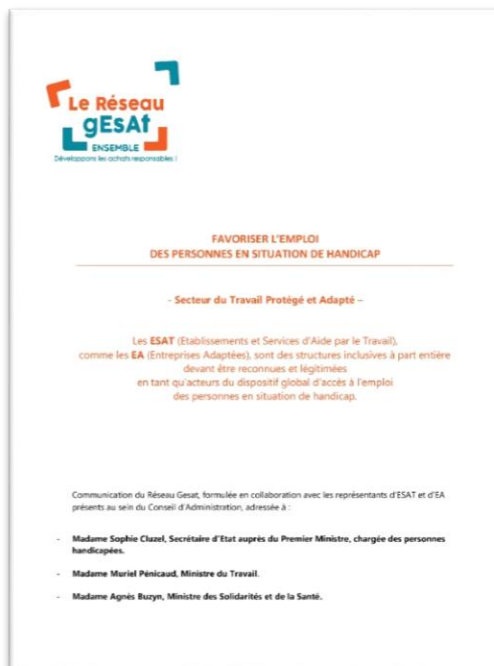 Le Réseau
gEsAt
ENSEMBLE
Développons les achats responsables !
FAVORISER L'EMPLOI
DES PERSONNES EN SITUATION DE HANDICAP
- Secteur du Travail Protégé et Adapté –
Les ESAT (Etablissements et Services d'Aide par le Travail),
comme les EA (Entreprises Adaptées), sont des structures inclusives à part entière
devant être reconnues et légitimées
en tant qu'acteurs du dispositif global d'accès à l'emploi
des personnes en situation de handicap.
Communication du Réseau Gesat, formulée en collaboration avec les représentants d'ESAT et d'EA
présents au sein du Conseil d'Administration, adressée à :
- Madame Sophie Cluzel, Secrétaire d'Etat auprès du Premier Ministre, chargée des personnes
handicapées.
- Madame Muriel Pénicaud, Ministre du Travail.
- Madame Agnès Buzyn, Ministre des Solidarités et de la Santé.